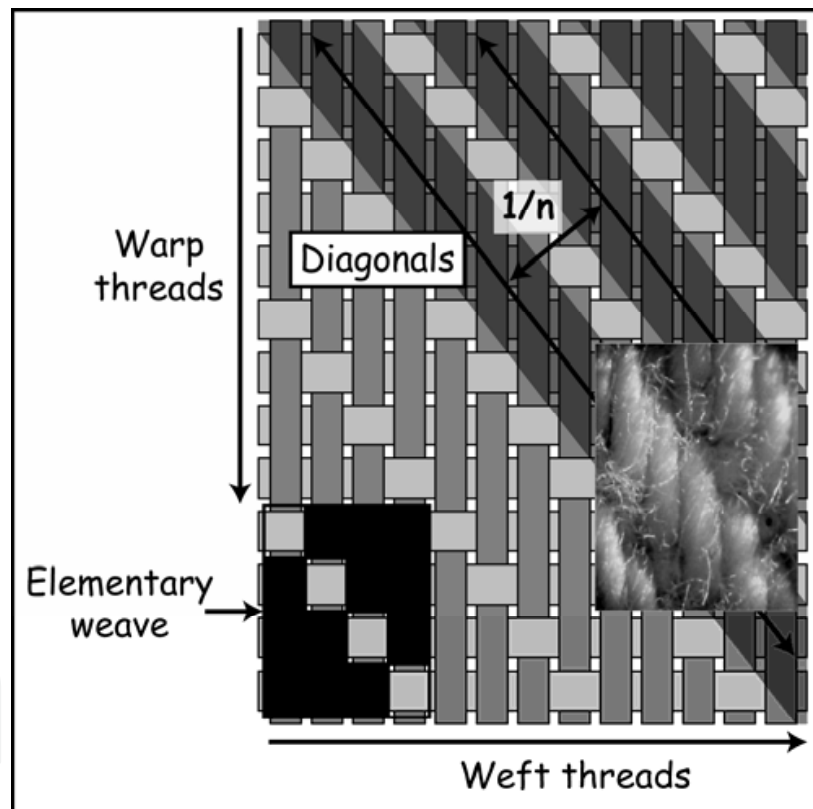 1/n
Warp
threads
Diagonals
Elementary
weave
Weft threads